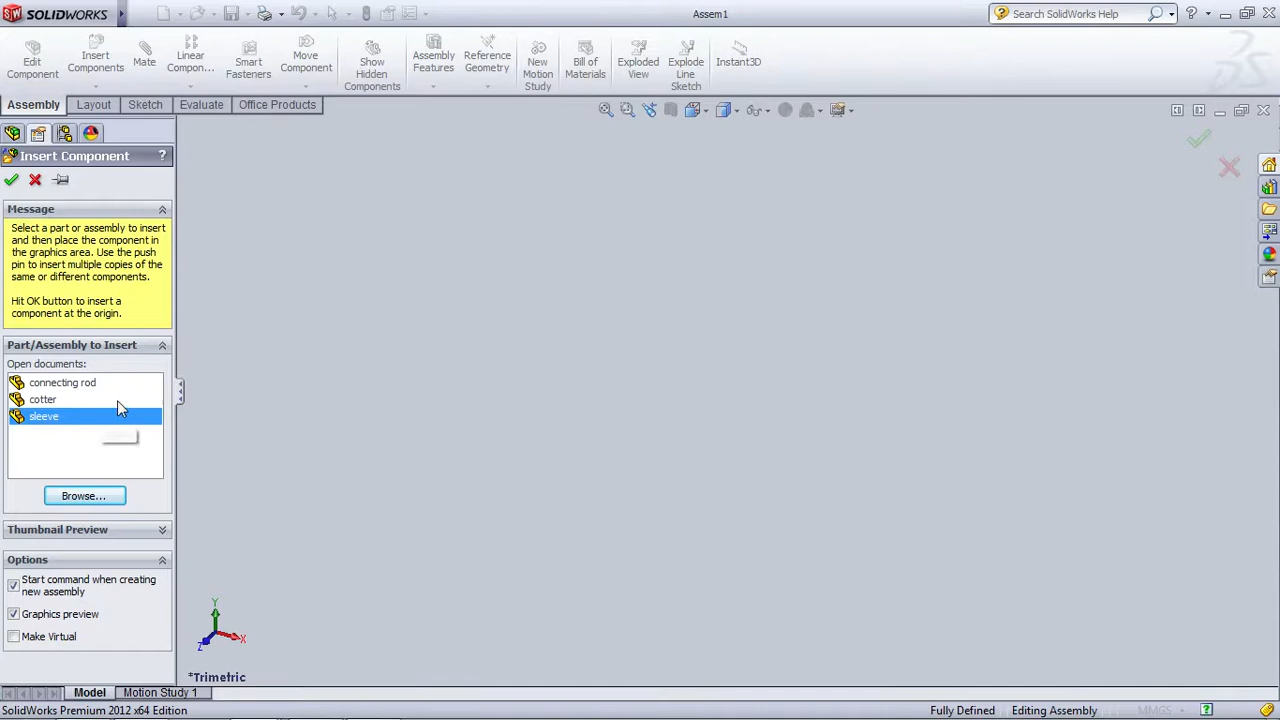 SOLIDWORKS
Assem1
Search SolidWorks Help
Edit Component
Insert Components
Mate
Linear Compon...
Smart Fasteners
Move Component
Show Hidden Components
Assembly Features
Reference Geometry
New Motion Study
Bill of Materials
Exploded View
Explode Line Sketch
Instant3D
Assembly
Layout
Sketch
Evaluate
Office Products
Insert Component
?
Message
Select a part or assembly to insert
and then place the component in
the graphics area. Use the push
pin to insert multiple copies of the
same or different components.
Hit OK button to insert a
component at the origin.
Part/Assembly to Insert
Open documents:
connecting rod
cotter
sleeve
Browse...
Thumbnail Preview
Options
Start command when creating
new assembly
Graphics preview
Make Virtual
Y
X
Z
*Trimetric
Model
Motion Study 1
SolidWorks Premium 2012 x64 Edition
Fully Defined
Editing Assembly
MMGS
?